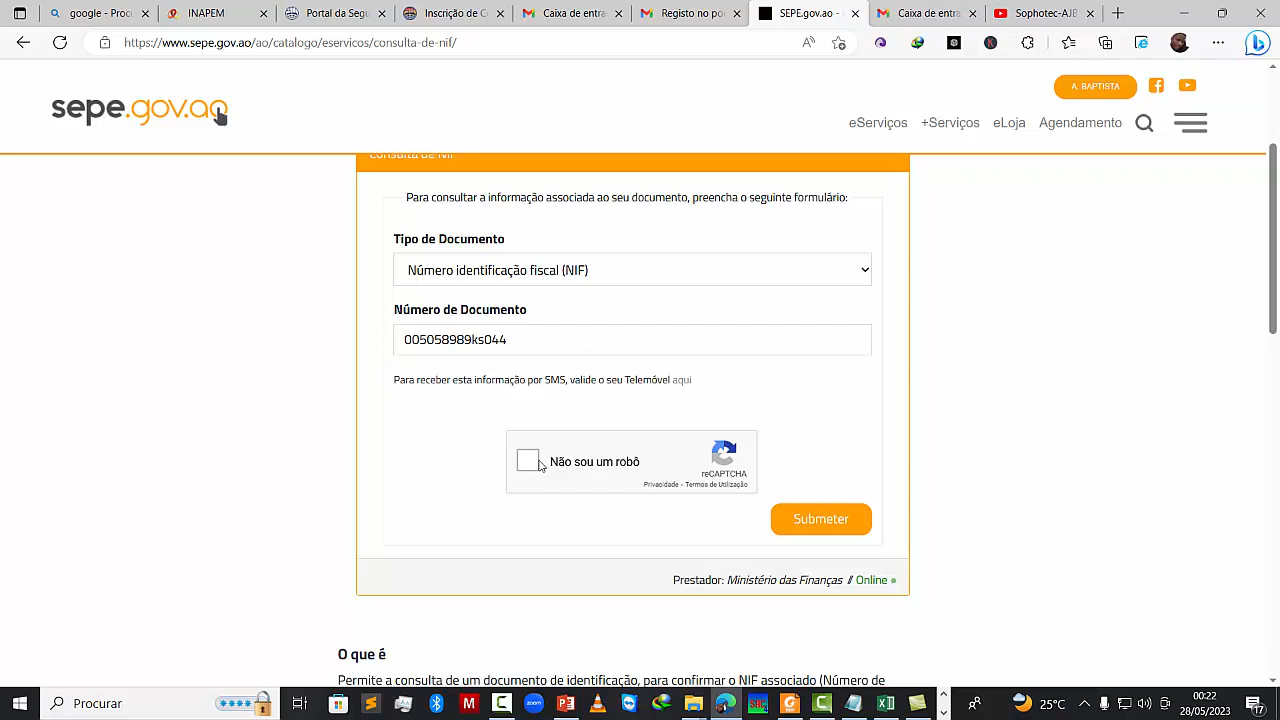 google - Proc
INAPEM
Portal da Segu
Inscrição de C
Caixa de entra
Registo no po
SEPE.gov.ao -
Caixa de entra
Sophotec-AJB
https://www.sepe.gov.ao/ao/catalogo/eservicos/consulta-de-nif/
A. BAPTISTA
sepe.gov.ao
eServiços
+Serviços
eLoja
Agendamento
Consulta de NIF
Para consultar a informação associada ao seu documento, preencha o seguinte formulário:
Tipo de Documento
Número identificação fiscal (NIF)
Número de Documento
005058989ks044
Para receber esta informação por SMS, valide o seu Telemóvel aqui
Não sou um robô
reCAPTCHA
Privacidade - Termos de Utilização
Submeter
Prestador: Ministério das Finanças // Online
O que é
Permite a consulta de um documento de identificação, para confirmar o NIF associado (Número de
Procurar
zoom
25°C
00:22
28/05/2023